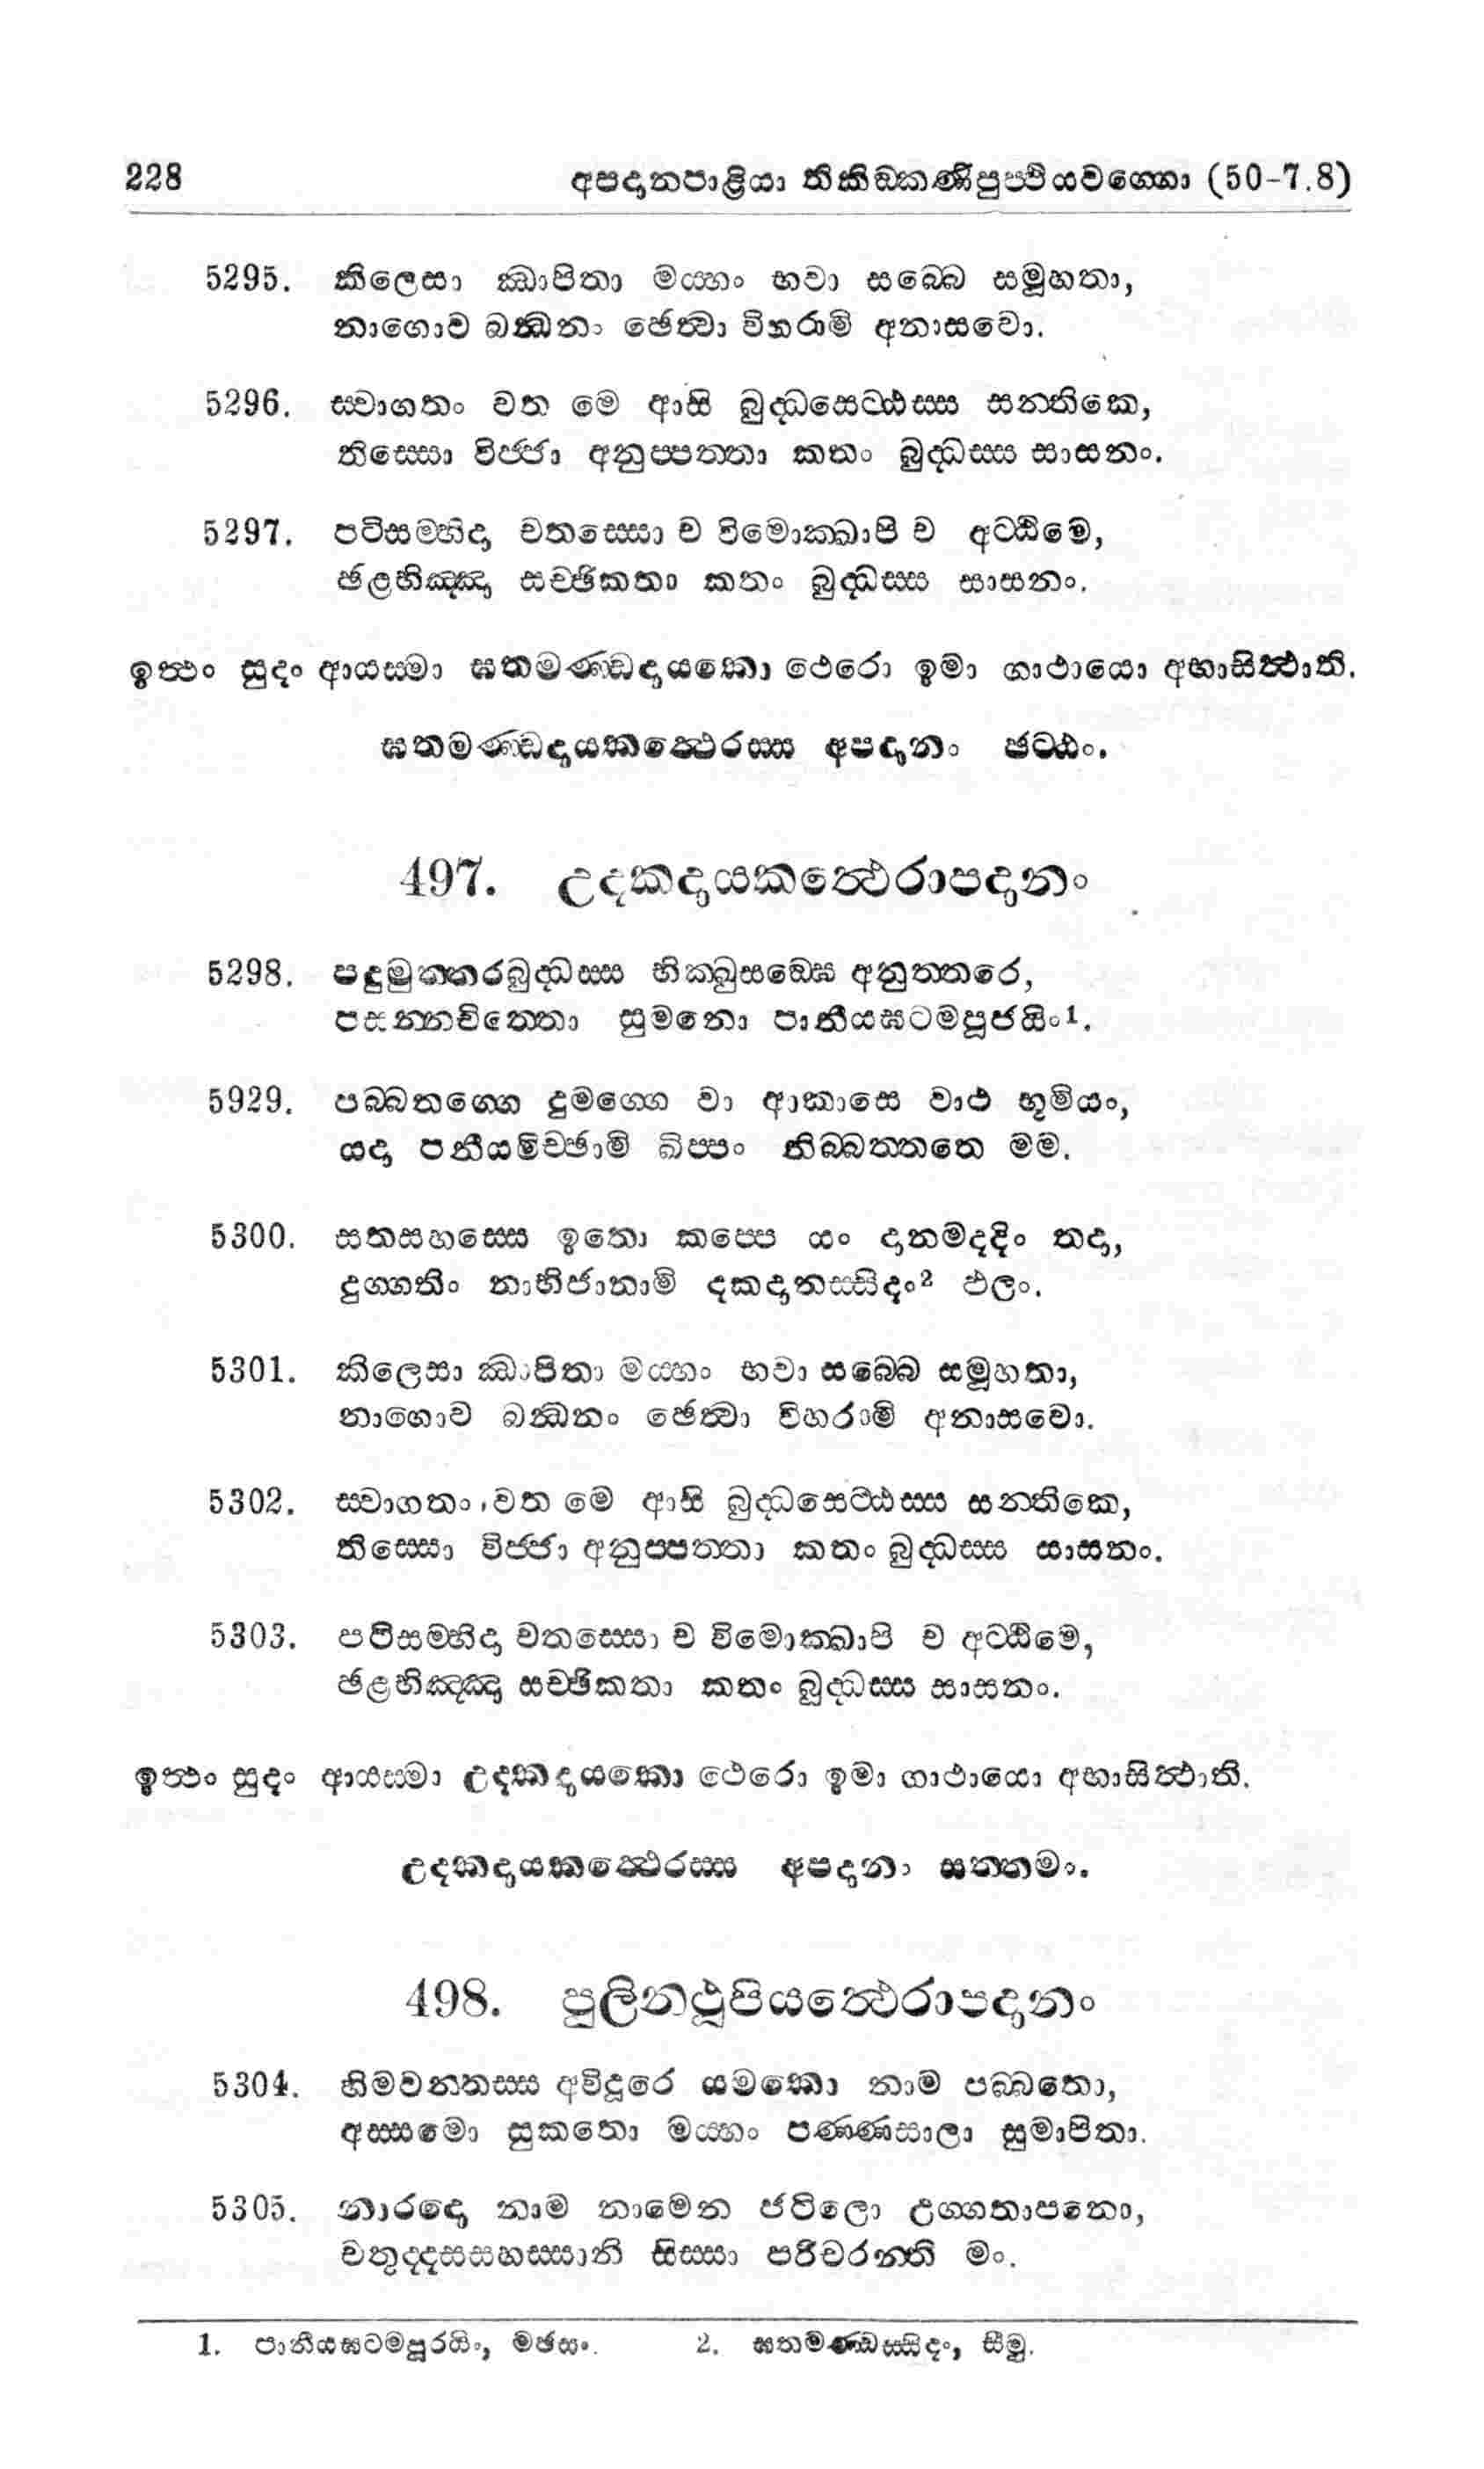 228 අපදානපාළියා තිකිඞකණිපුප්ඵියවග්ගො (50-7.8)
5295. කිලෙසා ඣාපිතා මය්හං භවා සබ්බෙ සමූහතා,
නාගොව බන්ධනං ඡෙත්වා විහරාමි අනාසවො.
5296. ස්වාගතං වත මෙ ආසි බුද්ධසෙට්ඨස්ස සන්තිකෙ,
තිස්සො විජ්ජා අනුප්පත්තා කතං බුද්ධස්ස සාසනං.
5297. පටිසම්භිදා චතස්සො ච විමොක්ඛාපි ච අට්ඨිමෙ,
ඡළභිඤ්ඤා සච්ඡිකතා කතං බුද්ධස්ස සාසනං.
ඉත්ථං සුදං ආයස්මා ඝතමණ්ඩදායකො ථෙරො ඉමා ගාථායො අභාසිත්ථාති.
ඝතමණ්ඩදායකත්ථෙරස්ස අපදානං ඡට්ඨං.
497. උදකදායකත්ථෙරාපදානං
5298. පදුමුත්තරබුද්ධස්ස භික්ඛුසඞ්ඝෙ අනුත්තරෙ,
පසන්නචිත්තො සුමනො පානීයඝටමපූජයිං1.
5929. පබ්බතග්ගෙ දුමග්ගෙ වා ආකාසෙ වාථ භූමියං,
යදා පනීයමිච්ඡාමි ඛිප්පං නිබ්බත්තතෙ මම.
5300. සතසහස්සෙ ඉතො කප්පෙ යං දානමදදිං තදා,
දුග්ගතිං නාභිජානාමි දකදානස්සිදං2 ඵලං.
5301. කිලෙසා ඣාපිතා මය්හං භවා සබ්බෙ සමූහතා,
නාගොව බන්ධනං ඡෙත්වා විහරාමි අනාසවො.
5302. ස්වාගතං වත මෙ ආසි බුද්ධසෙට්ඨස්ස සන්තිකෙ,
තිස්සො විජ්ජා අනුප්පත්තා කතං බුද්ධස්ස සාසනං.
5303. පටිසම්භිදා චතස්සො ච විමොක්ඛාපි ච අට්ඨිමෙ,
ඡළභිඤ්ඤා සච්ඡිකතා කතං බුද්ධස්ස සාසනං.
ඉත්ථං සුදං ආයස්මා උදකදායකො ථෙරො ඉමා ගාථායො අභාසිත්ථාති.
උදකදායකත්ථෙරස්ස අපදානං සත්තමං.
498. පුලිනථූපියත්ථෙරාපදානං
5304. හිමවන්තස්ස අවිදූරෙ යමකො නාම පබ්බතො,
අස්සමො සුකතො මය්හං පණ්ණසාලා සුමාපිතා.
5305. නාරදො නාම නාමෙන ජටිලො උග්ගතාපනො,
චතුද්දසසහස්සානි සිස්සා පරිචරන්ති මං.
1. පානීයඝටමපූරයිං, මඡසං. 2. ඝතමණ්ඩස්සිදං, සීමු.